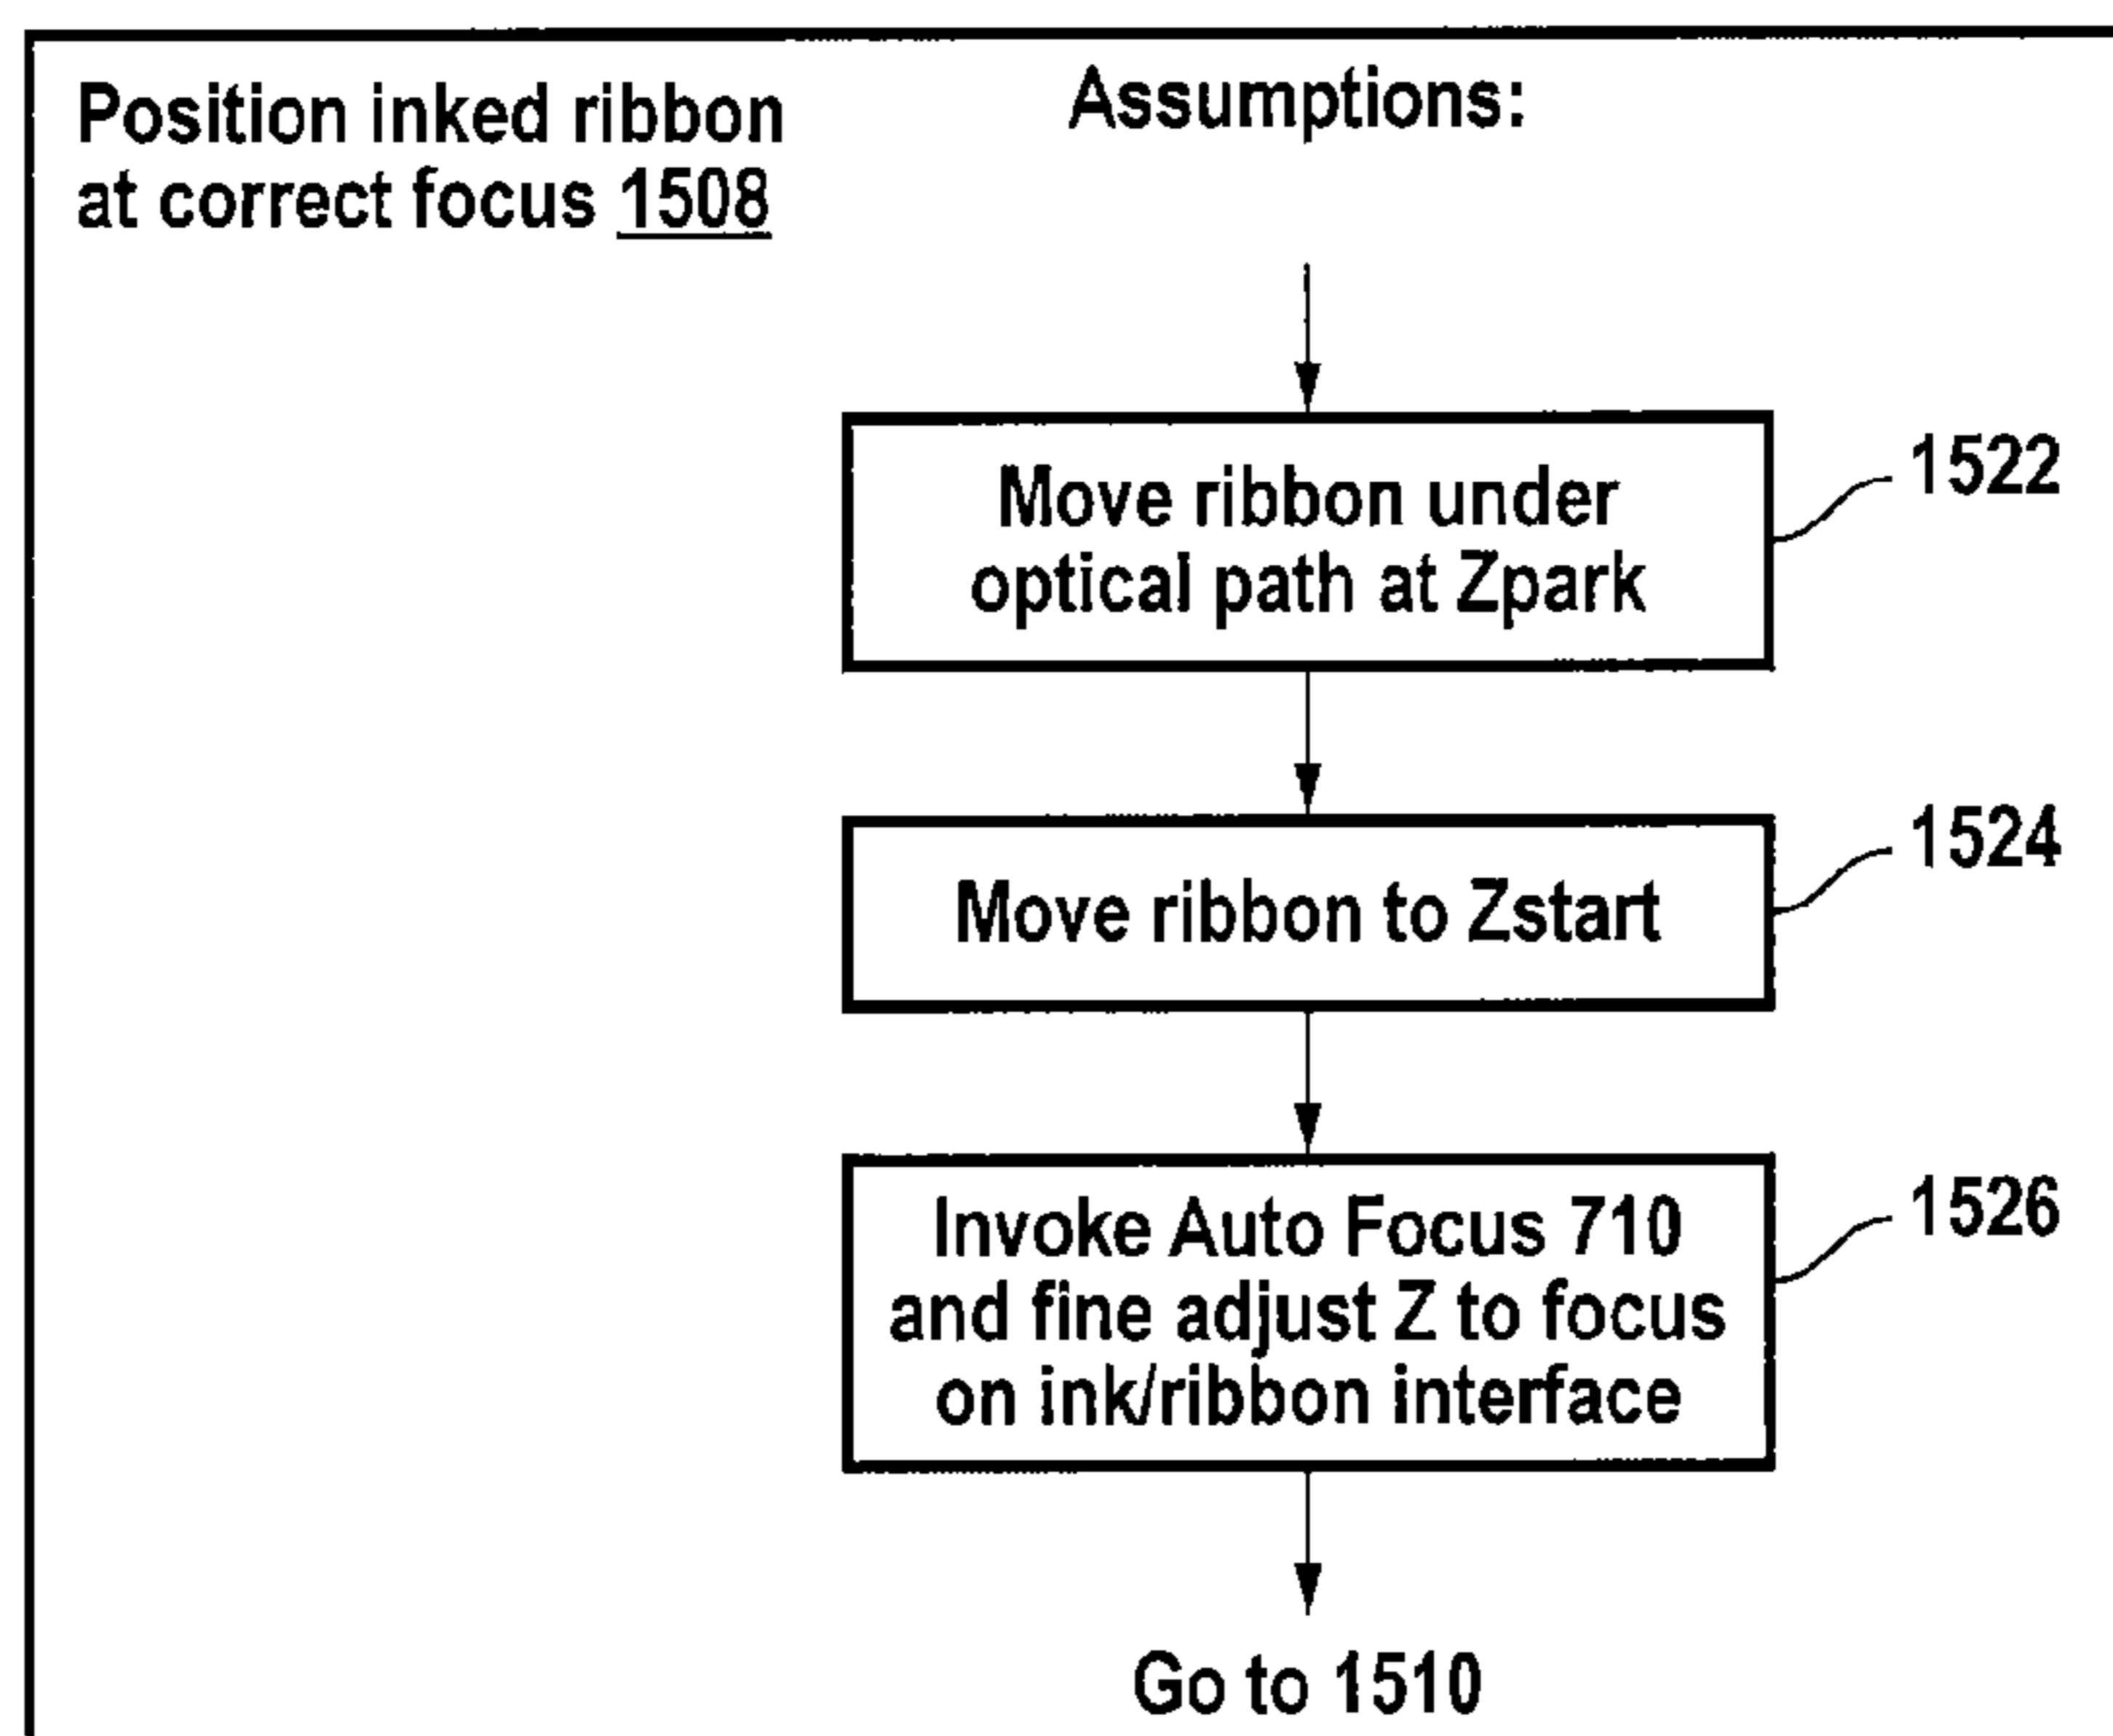 Position inked ribbon
at correct focus 1508
Assumptions:
Move ribbon under
optical path at Zpark
1522
Move ribbon to Zstart
1524
Invoke Auto Focus 710
and fine adjust Z to focus
on ink/ribbon interface
1526
Go to 1510